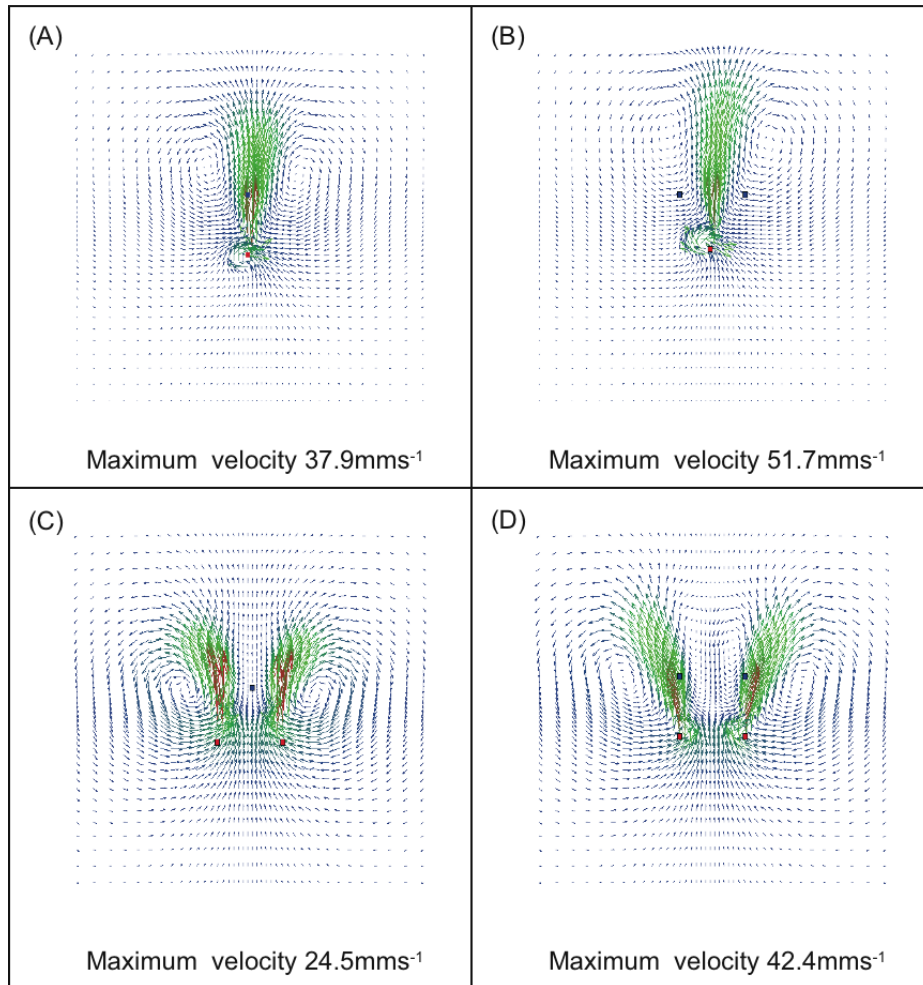 (A)
(B)
Maximum velocity 37.9mms⁻¹
Maximum velocity 51.7mms⁻¹
(C)
(D)
Maximum velocity 24.5mms⁻¹
Maximum velocity 42.4mms⁻¹